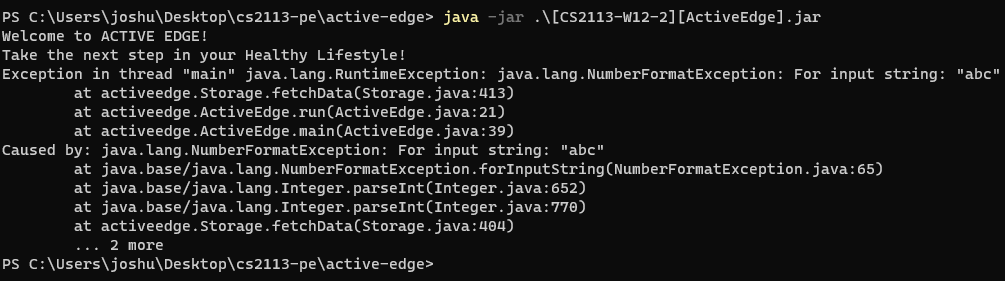 PS C:\Users\joshu\Desktop\cs2113-pe\active-edge> java -jar .\[CS2113-W12-2][ActiveEdge].jar
Welcome to ACTIVE EDGE!
Take the next step in your Healthy Lifestyle!
Exception in thread "main" java.lang.RuntimeException: java.lang.NumberFormatException: For input string: "abc"
        at activeedge.Storage.fetchData(Storage.java:413)
        at activeedge.ActiveEdge.run(ActiveEdge.java:21)
        at activeedge.ActiveEdge.main(ActiveEdge.java:39)
Caused by: java.lang.NumberFormatException: For input string: "abc"
        at java.base/java.lang.NumberFormatException.forInputString(NumberFormatException.java:65)
        at java.base/java.lang.Integer.parseInt(Integer.java:652)
        at java.base/java.lang.Integer.parseInt(Integer.java:770)
        at activeedge.Storage.fetchData(Storage.java:404)
        ... 2 more
PS C:\Users\joshu\Desktop\cs2113-pe\active-edge>